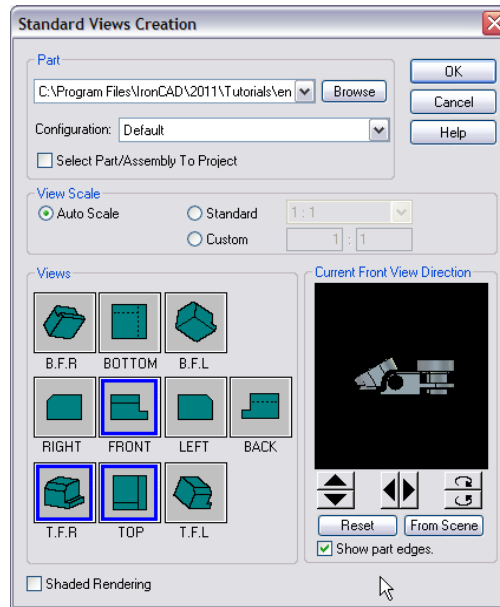 Standard Views Creation
Part
C:\Program Files\IronCAD\2011\Tutorials\en
Browse
OK
Cancel
Help
Configuration: Default
Select Part/Assembly To Project
View Scale
Auto Scale
Standard
1 : 1
Custom
1 : 1
Views
Current Front View Direction
B.F.R BOTTOM B.F.L
RIGHT FRONT LEFT BACK
T.F.R TOP T.F.L
Reset From Scene
Show part edges.
Shaded Rendering